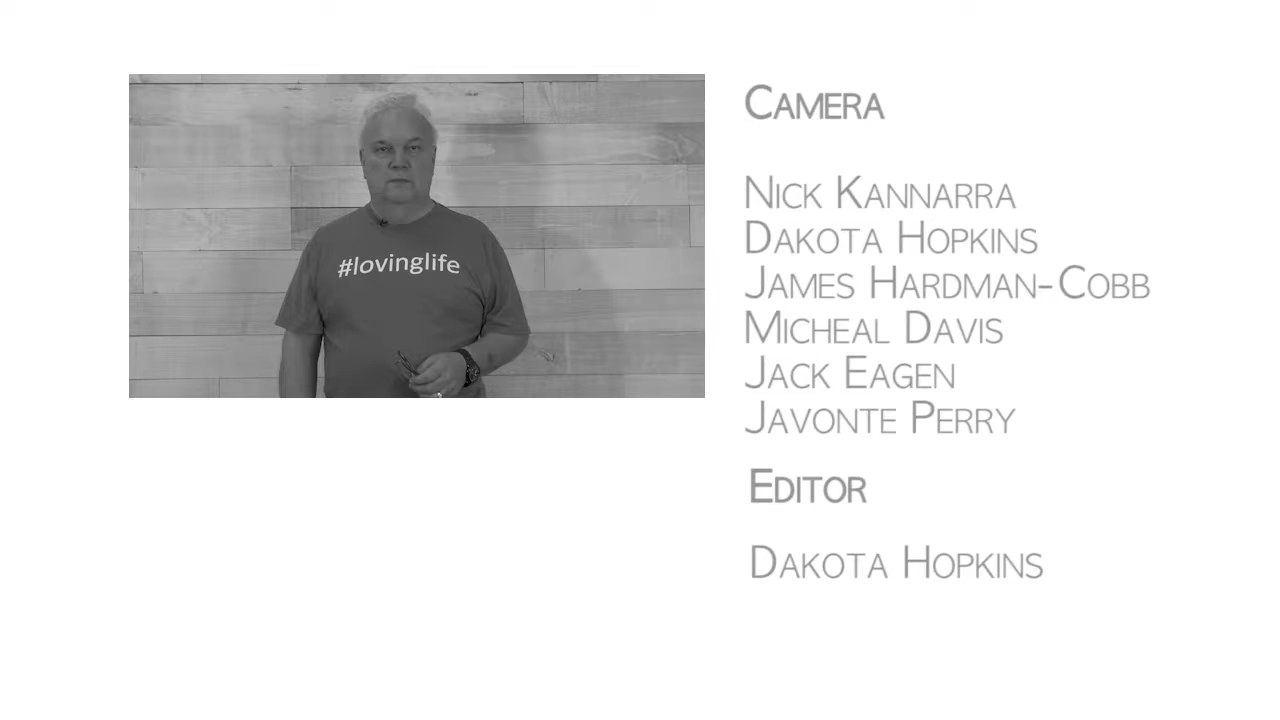 #lovinglife
CAMERA
NICK KANNARRA
DAKOTA HOPKINS
JAMES HARDMAN-COBB
MICHEAL DAVIS
JACK EAGEN
JAVONTE PERRY
EDITOR
DAKOTA HOPKINS